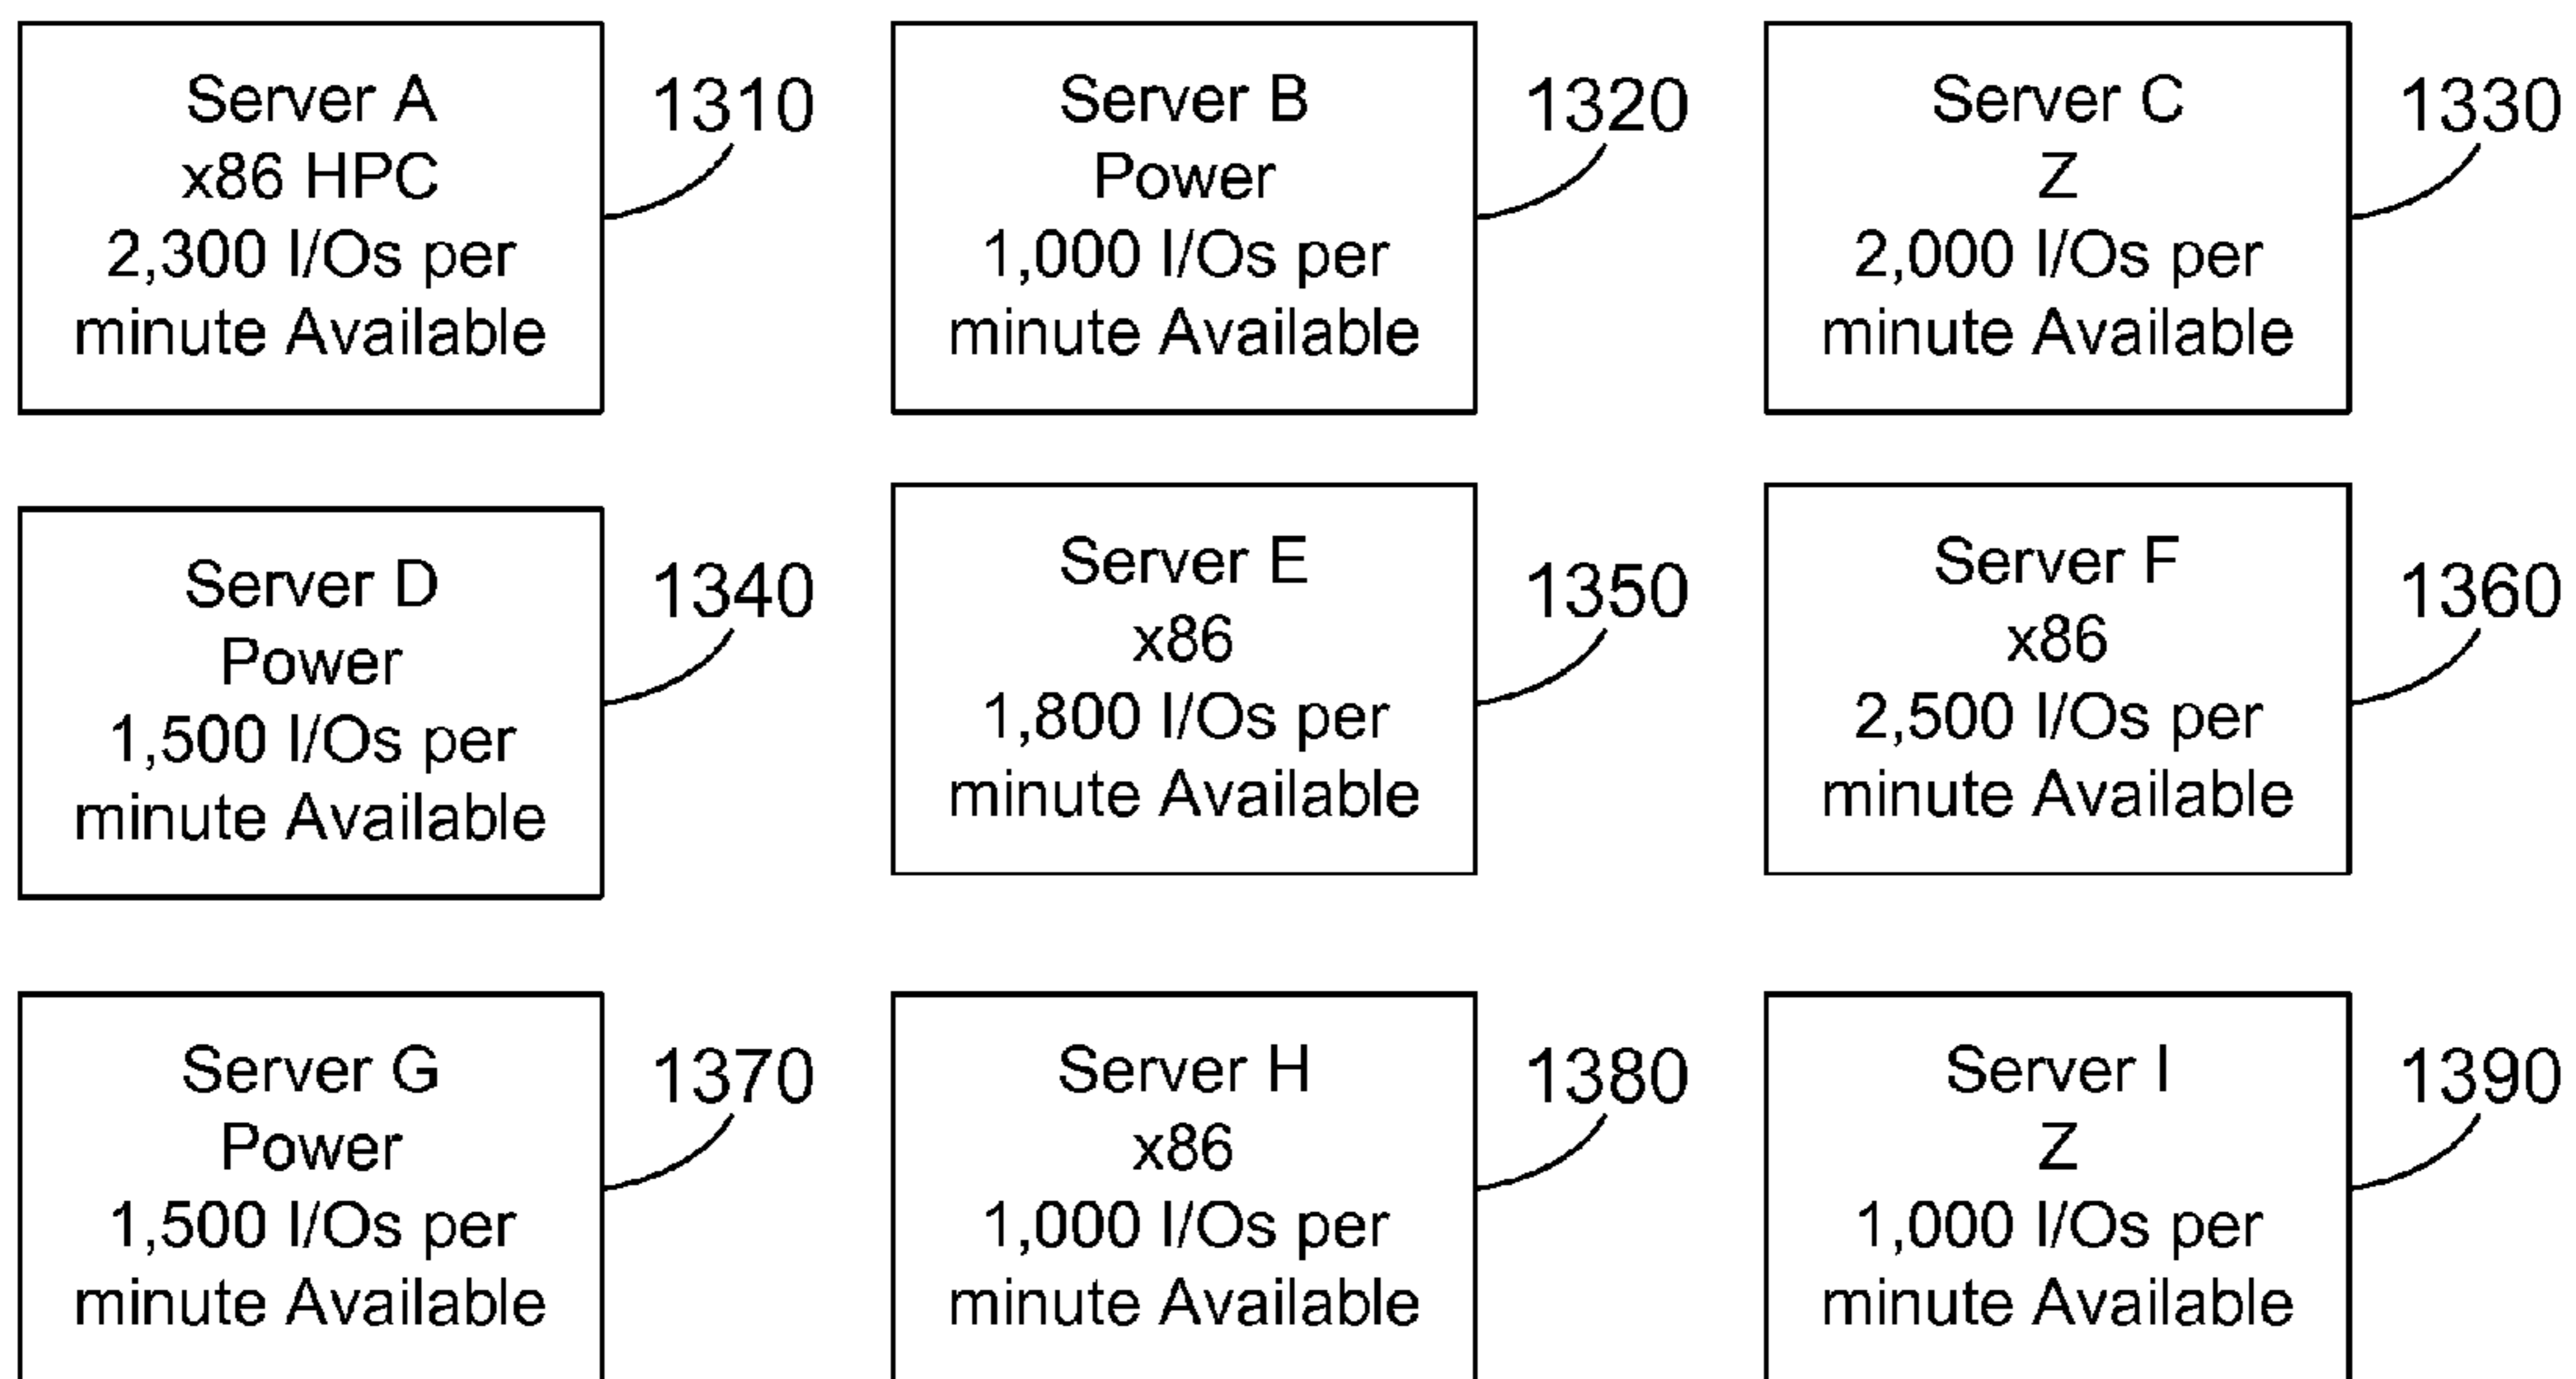 Server A
x86 HPC
2,300 I/Os per
minute Available
1310
Server B
Power
1,000 I/Os per
minute Available
1320
Server C
Z
2,000 I/Os per
minute Available
1330
Server D
Power
1,500 I/Os per
minute Available
1340
Server E
x86
1,800 I/Os per
minute Available
1350
Server F
x86
2,500 I/Os per
minute Available
1360
Server G
Power
1,500 I/Os per
minute Available
1370
Server H
x86
1,000 I/Os per
minute Available
1380
Server I
Z
1,000 I/Os per
minute Available
1390